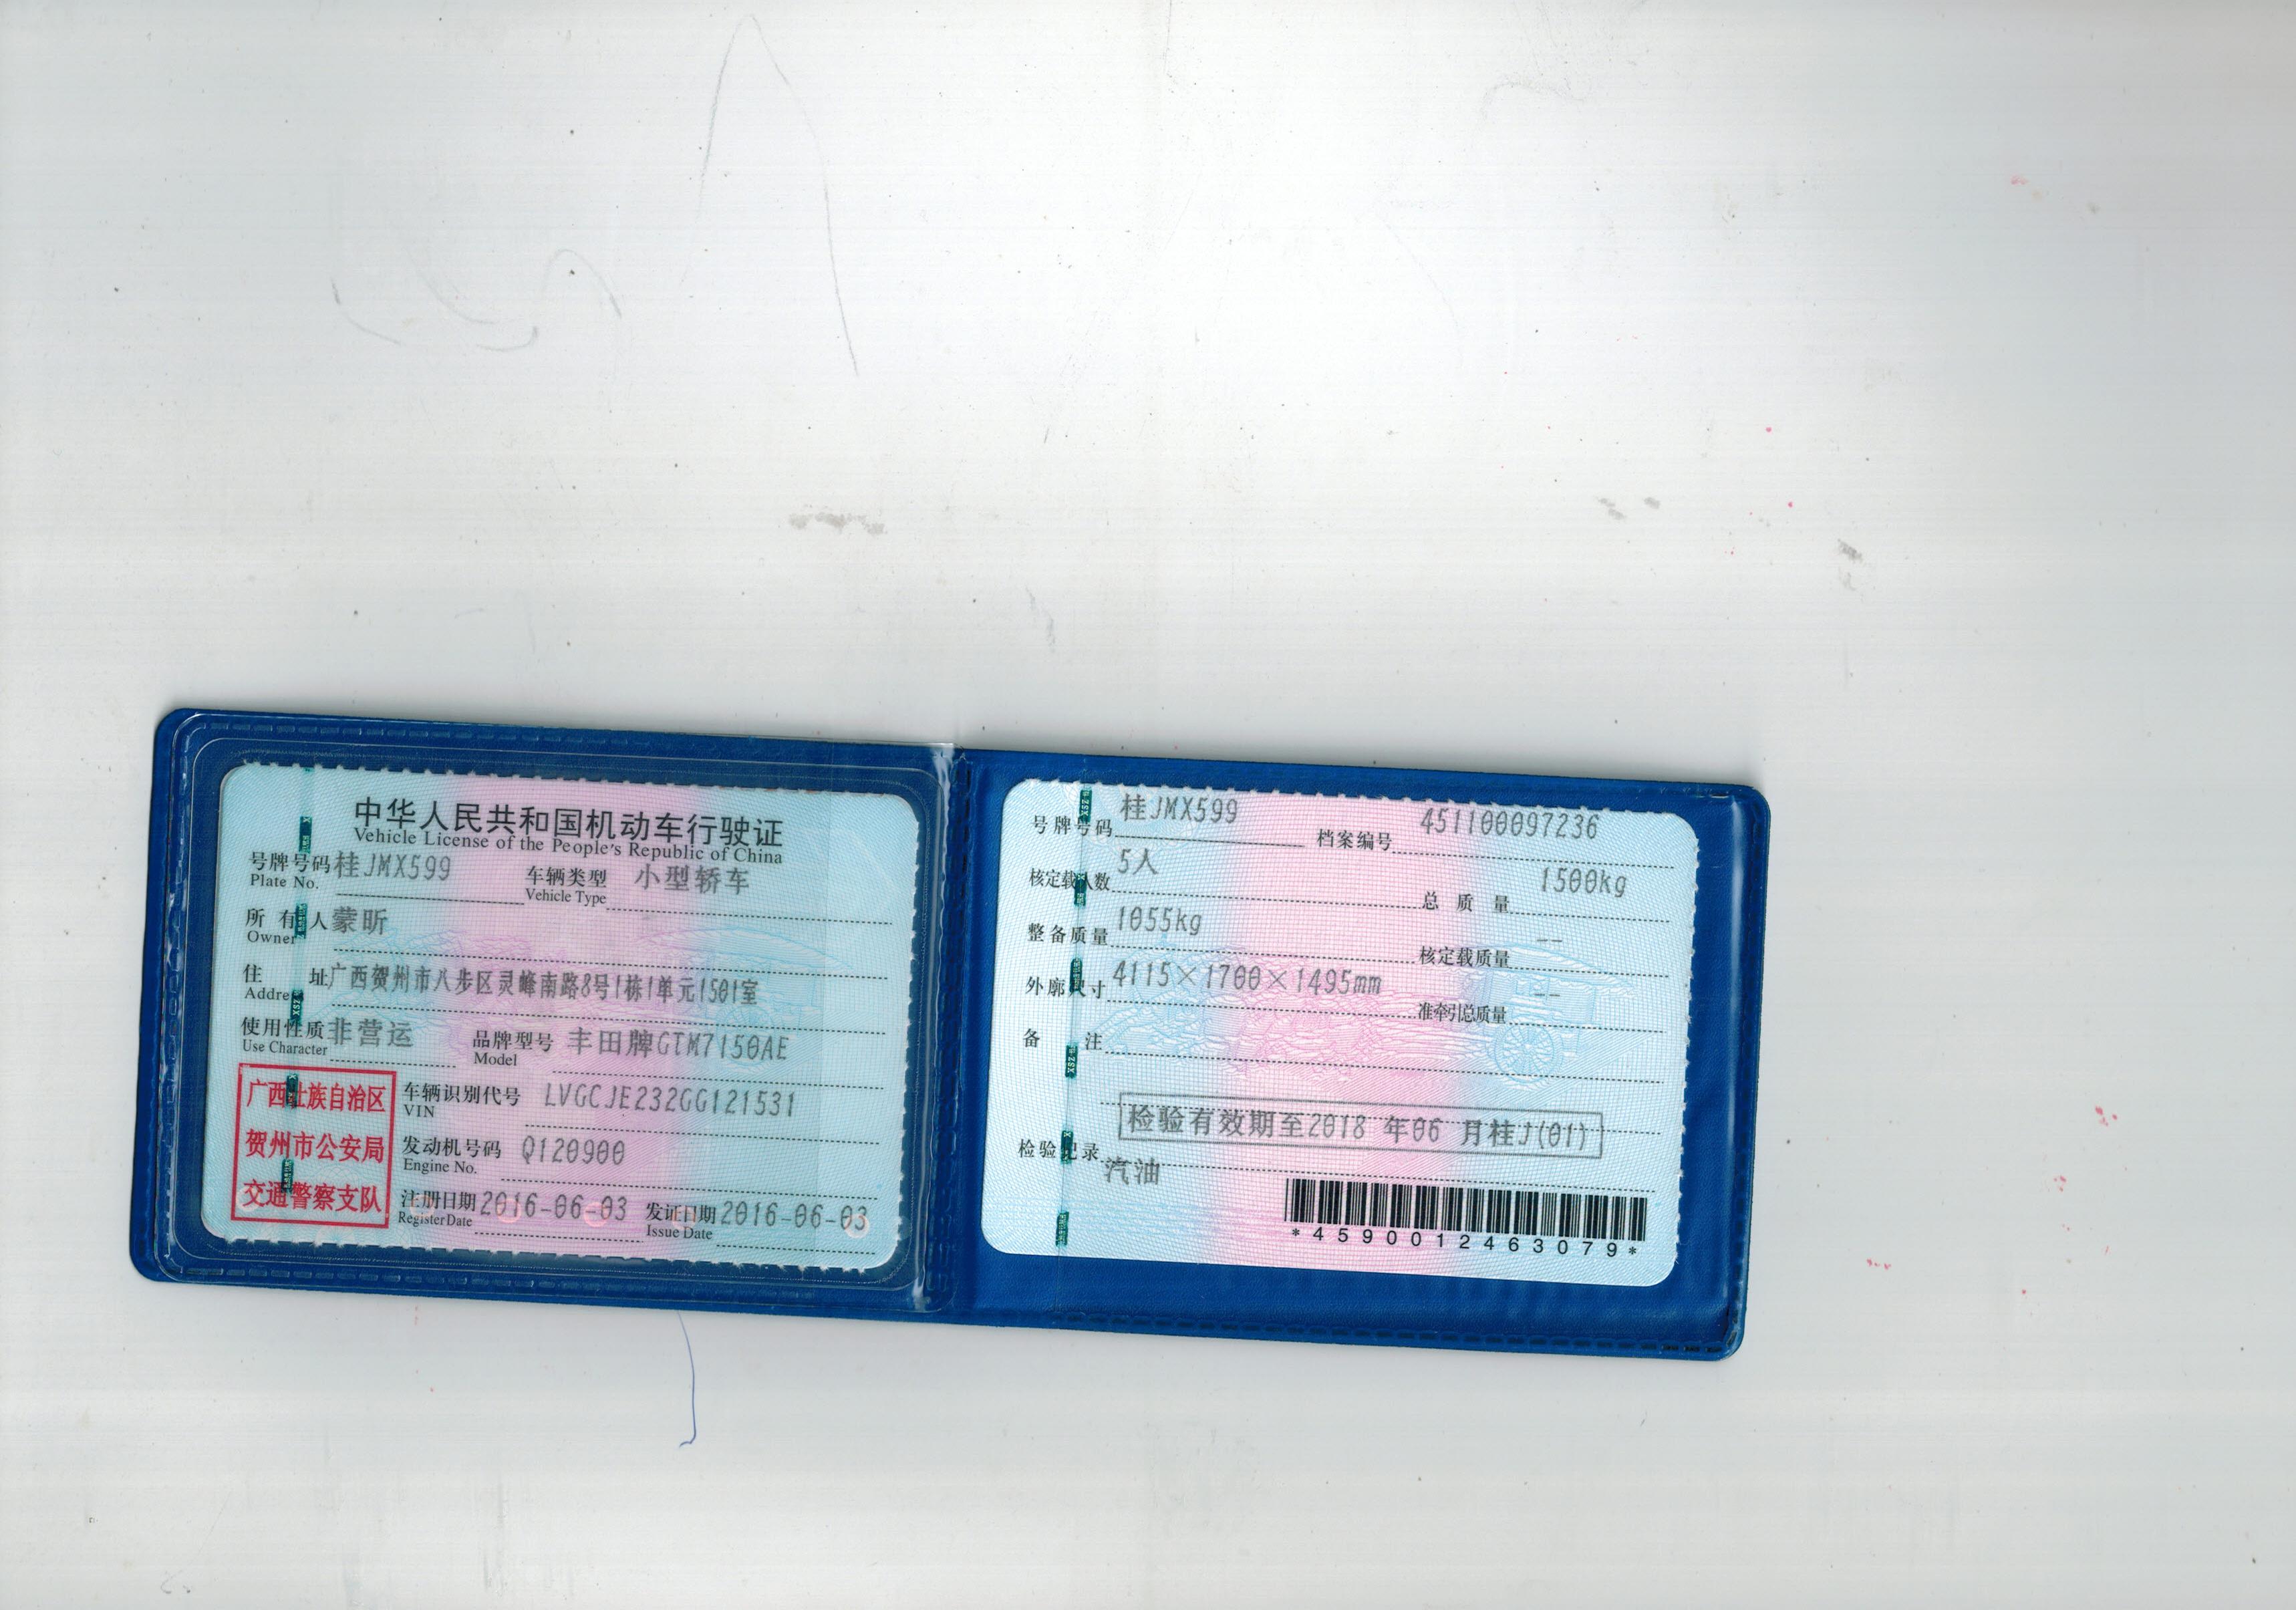 中华人民共和国机动车行驶证
Vehicle License of the People's Republic of China
号牌号码 桂JMX599 车辆类型 小型轿车
Plate No. Vehicle Type
所有人 蒙昕
Owner
住址 广西贺州市八步区灵峰南路8号1栋1单元1501室
Address
使用性质 非营运 品牌型号 丰田牌GTM7150AE
Use Character Model
广西壮族自治区
贺州市公安局
交通警察支队
车辆识别代号 LVGCJE232GG121531
VIN
发动机号码 Q120900
Engine No.
注册日期 2016-06-03 发证日期 2016-06-03
Register Date Issue Date
号牌号码 桂JMX599 档案编号 451100097236
核定载人数 5人 总质量 1500kg
整备质量 1055kg 核定载质量 --
外廓尺寸 4115×1700×1495mm 准牵引总质量 --
备注
检验有效期至2018 年06 月桂J(01)
检验记录
汽油
*4590012463079*